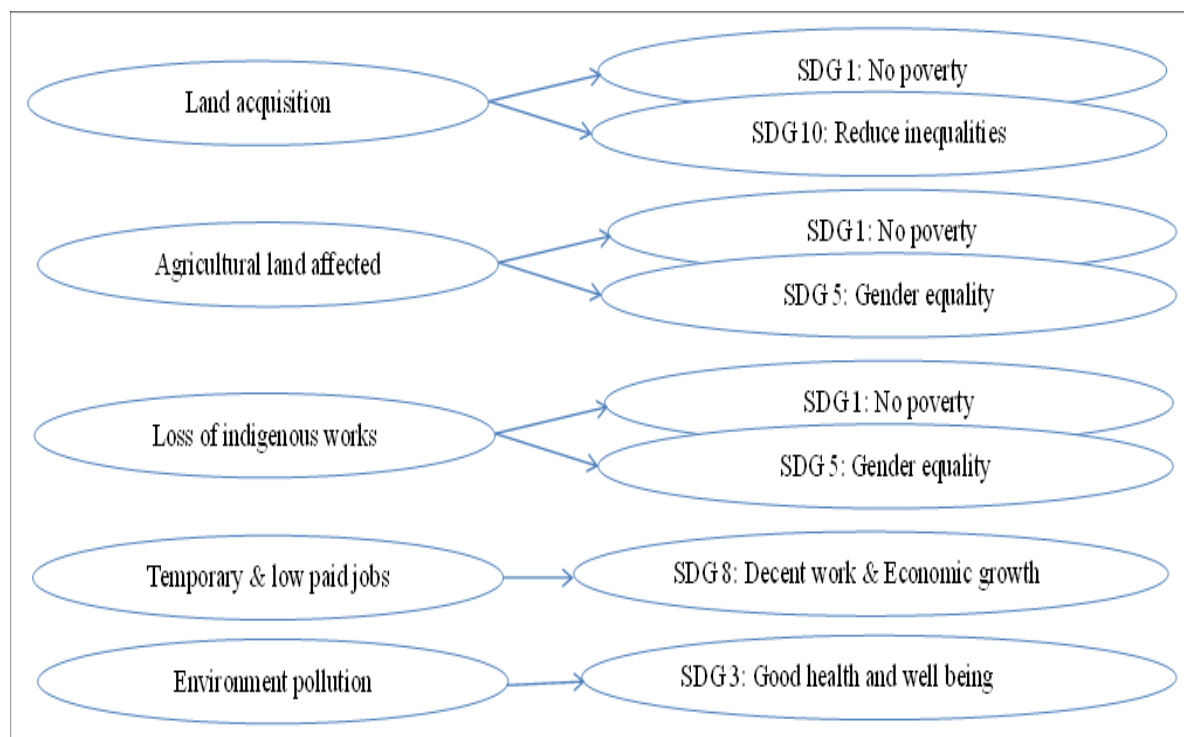 Land acquisition
SDG 1: No poverty
SDG 10: Reduce inequalities
Agricultural land affected
SDG 1: No poverty
SDG 5: Gender equality
Loss of indigenous works
SDG 1: No poverty
SDG 5: Gender equality
Temporary & low paid jobs
SDG 8: Decent work & Economic growth
Environment pollution
SDG 3: Good health and well being